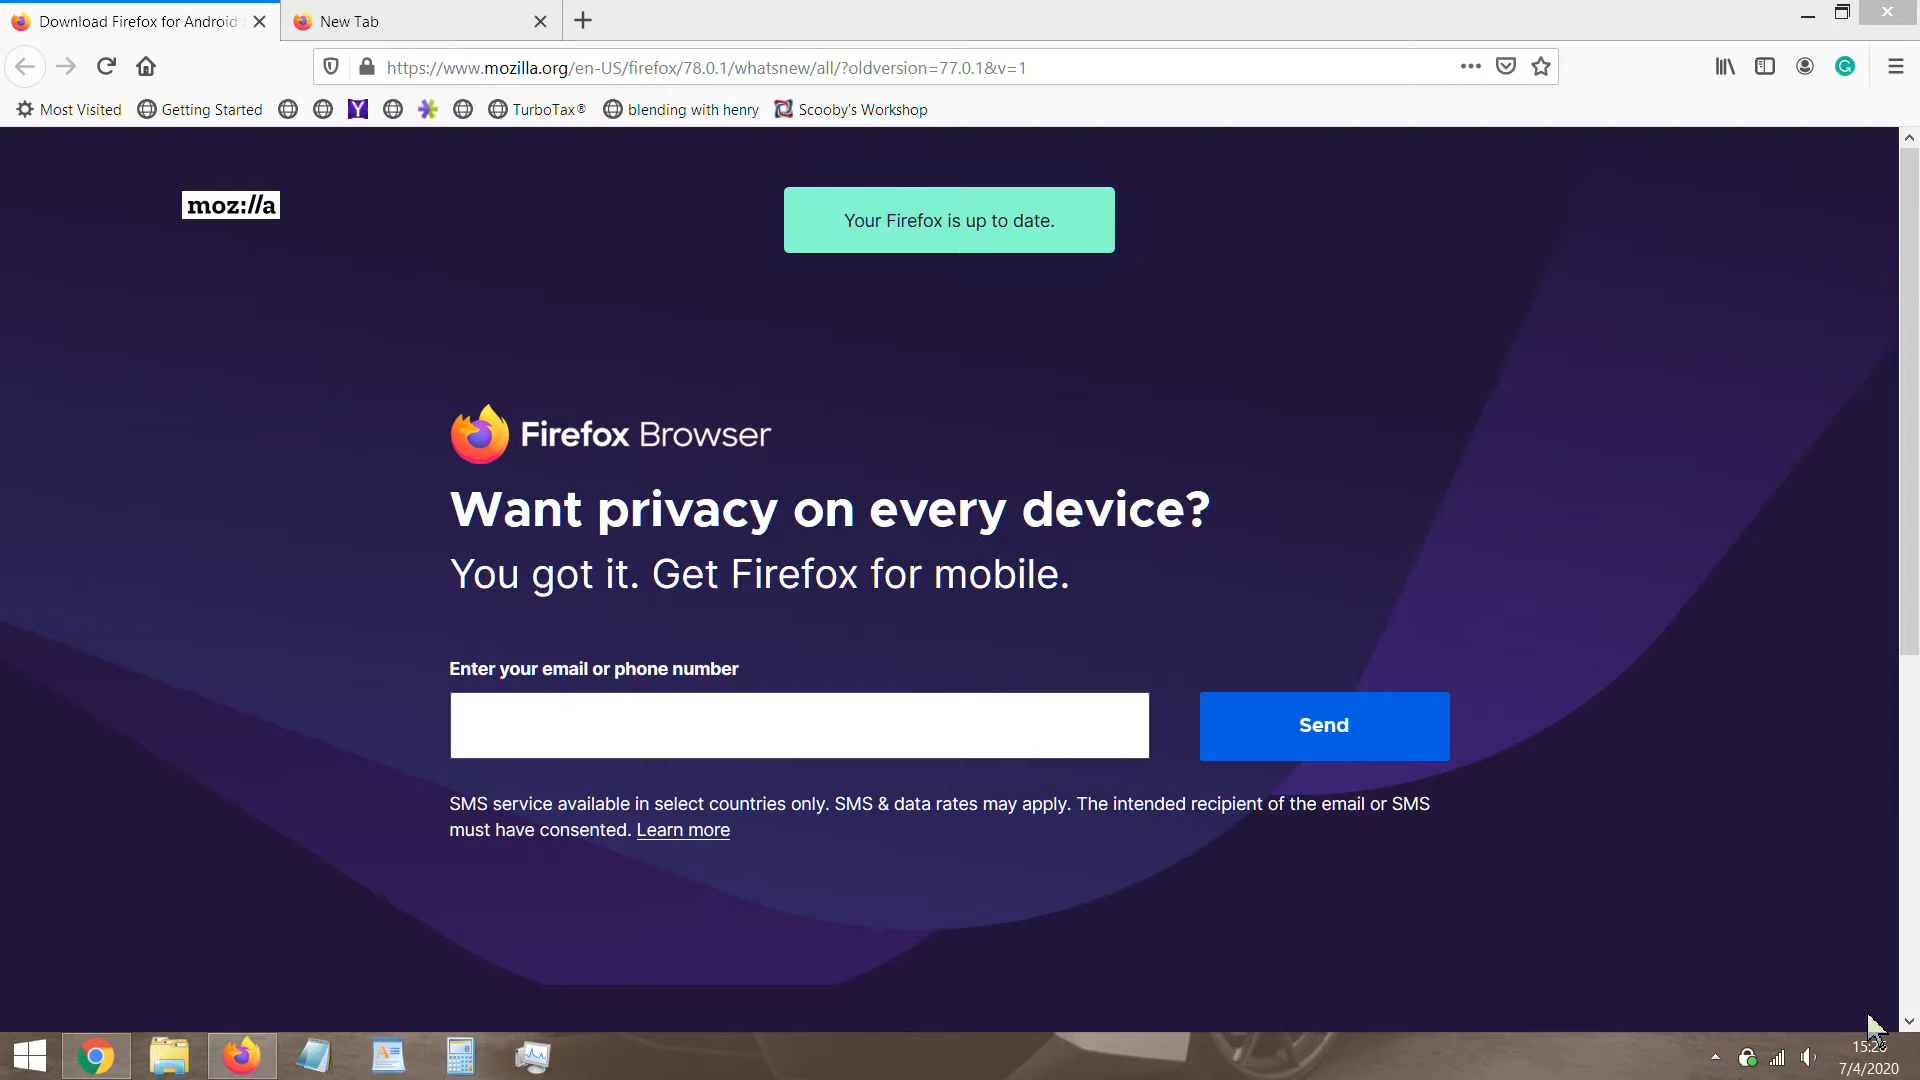 Download Firefox for Android
New Tab
https://www.mozilla.org/en-US/firefox/78.0.1/whatsnew/all/?oldversion=77.0.1&v=1
Most Visited Getting Started TurboTax® blending with henry Scooby's Workshop
moz://a
Your Firefox is up to date.
Firefox Browser
Want privacy on every device?
You got it. Get Firefox for mobile.
Enter your email or phone number
Send
SMS service available in select countries only. SMS & data rates may apply. The intended recipient of the email or SMS
must have consented. Learn more
7/4/2020